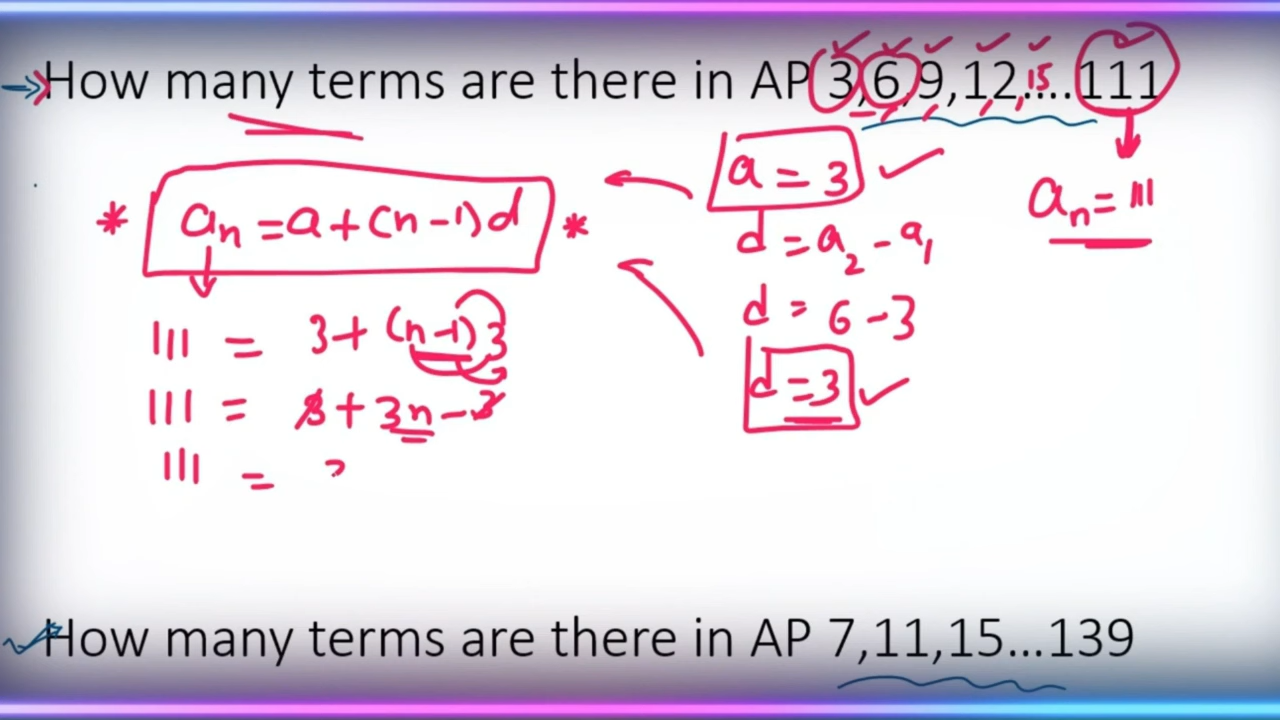 How many terms are there in AP 3,6,9,12,15....111
a = 3
aₙ = 111
* aₙ = a + (n - 1) d *
d = a₂ - a₁
d = 6 - 3
111 = 3 + (n - 1) 3
d = 3
111 = 3 + 3n - 3
111 =
How many terms are there in AP 7,11,15...139